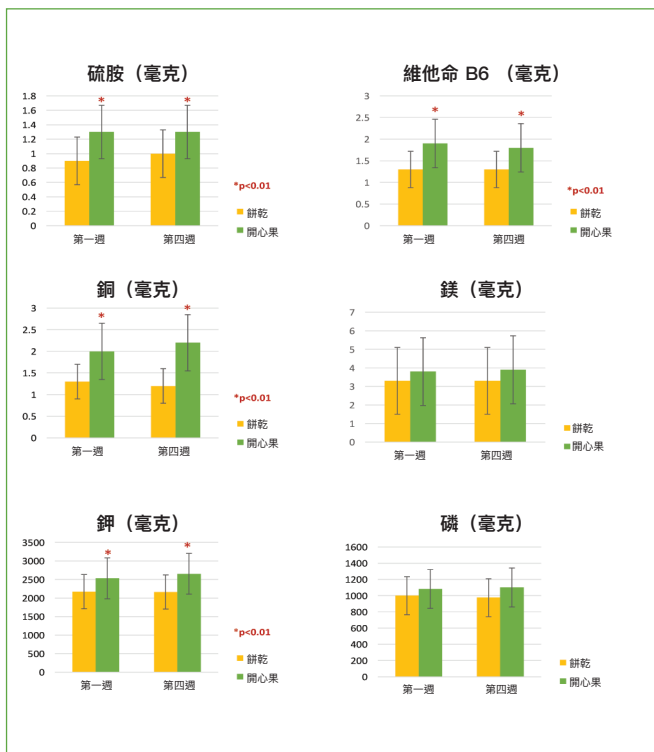 硫胺（毫克）
1.8
1.6
1.4
1.2
1
0.8
0.6
0.4
0.2
0
*
*
第一週
第四週
*p<0.01
餅乾
開心果
維他命 B6 （毫克）
3
2.5
2
1.5
1
0.5
0
*
*
第一週
第四週
*p<0.01
餅乾
開心果
銅（毫克）
3
2.5
2
1.5
1
0.5
0
*
*
第一週
第四週
*p<0.01
餅乾
開心果
鎂（毫克）
7
6
5
4
3
2
1
0
第一週
第四週
餅乾
開心果
鉀（毫克）
3500
3000
2500
2000
1500
1000
500
0
*
*
第一週
第四週
*p<0.01
餅乾
開心果
磷（毫克）
1600
1400
1200
1000
800
600
400
200
0
第一週
第四週
餅乾
開心果